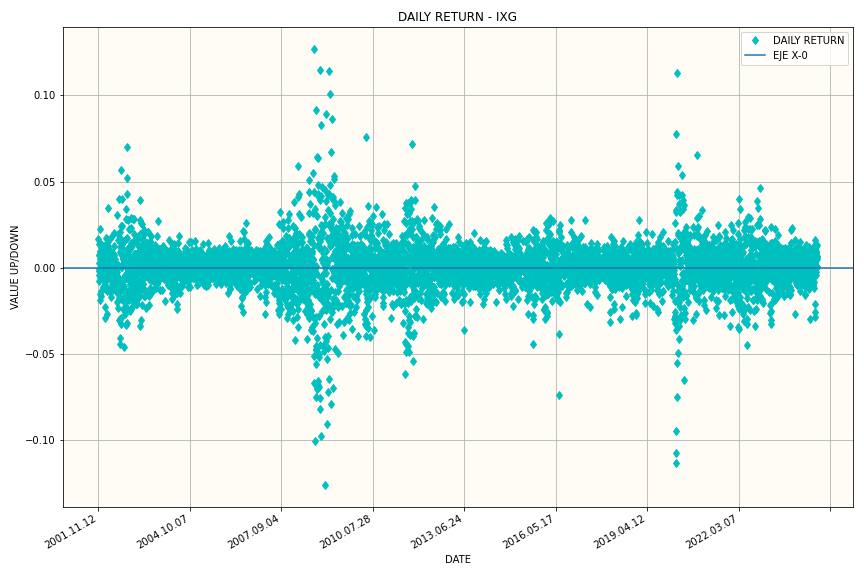 DAILY RETURN - IXG
DAILY RETURN
EJE X-0
VALUE UP/DOWN
0.10
0.05
0.00
−0.05
−0.10
2001.11.12
2004.10.07
2007.09.04
2010.07.28
2013.06.24
2016.05.17
2019.04.12
2022.03.07
DATE